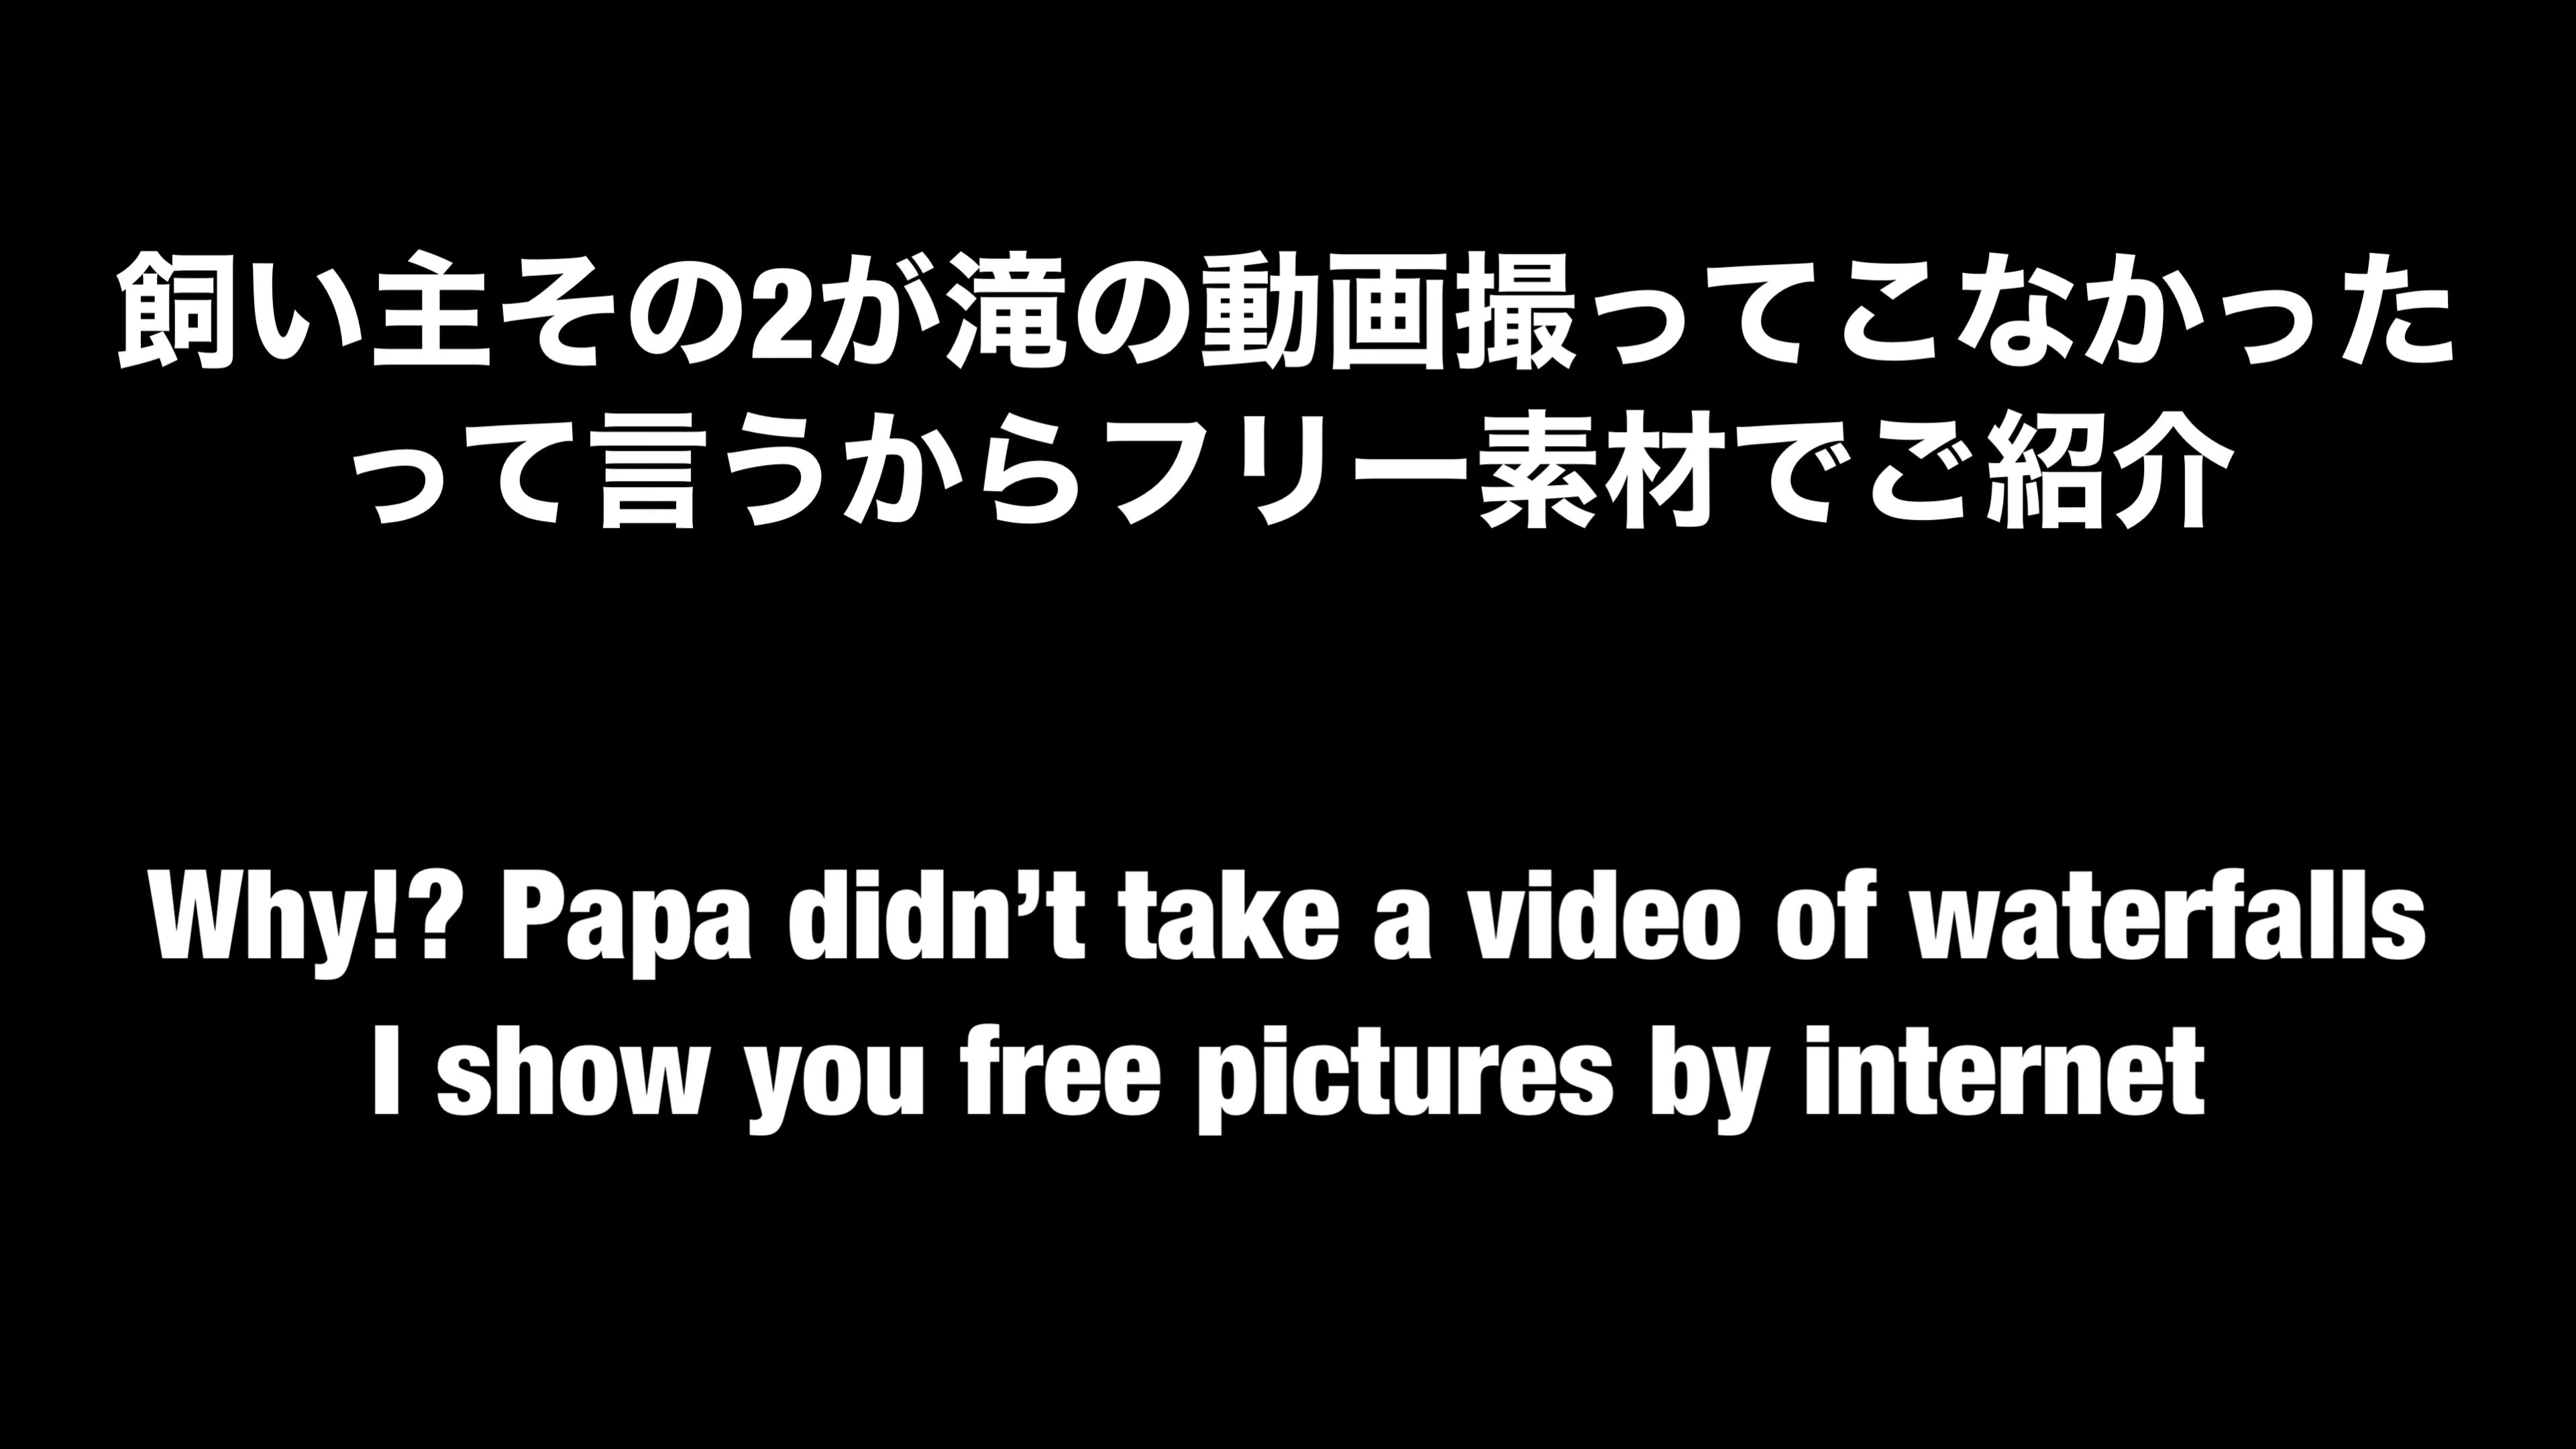 飼い主その2が滝の動画撮ってこなかった
って言うからフリー素材でご紹介
Why!? Papa didn’t take a video of waterfalls
I show you free pictures by internet